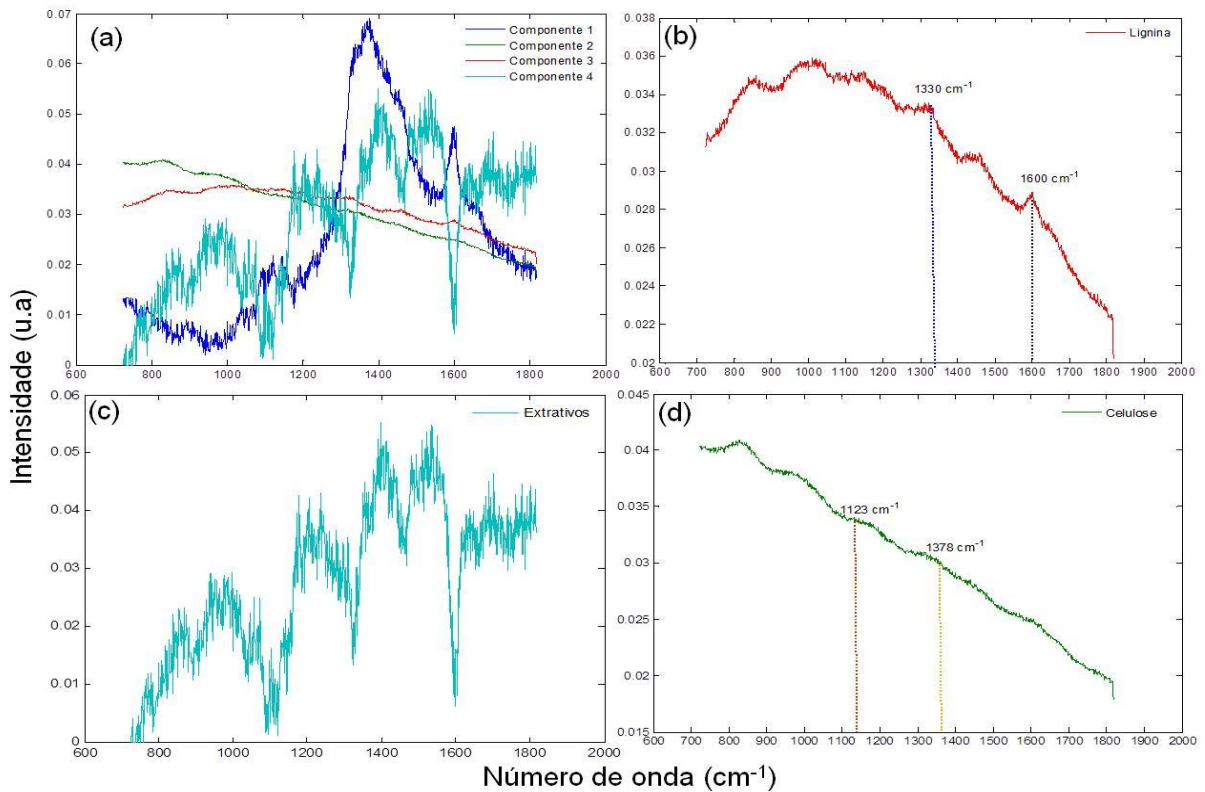 (a)
Componente 1
Componente 2
Componente 3
Componente 4
0.07
0.06
0.05
0.04
0.03
0.02
0.01
0
600 800 1000 1200 1400 1600 1800 2000
(b)
Lignina
1330 cm-1
1600 cm-1
0.038
0.036
0.034
0.032
0.03
0.028
0.026
0.024
0.022
0.02
600 700 800 900 1000 1100 1200 1300 1400 1500 1600 1700 1800 1900 2000
Intensidade (u.a)
(c)
Extrativos
0.06
0.05
0.04
0.03
0.02
0.01
0
600 800 1000 1200 1400 1600 1800 2000
(d)
Celulose
1123 cm-1
1378 cm-1
0.045
0.04
0.035
0.03
0.025
0.02
0.015
600 700 800 900 1000 1100 1200 1300 1400 1500 1600 1700 1800 1900 2000
Número de onda (cm-1)